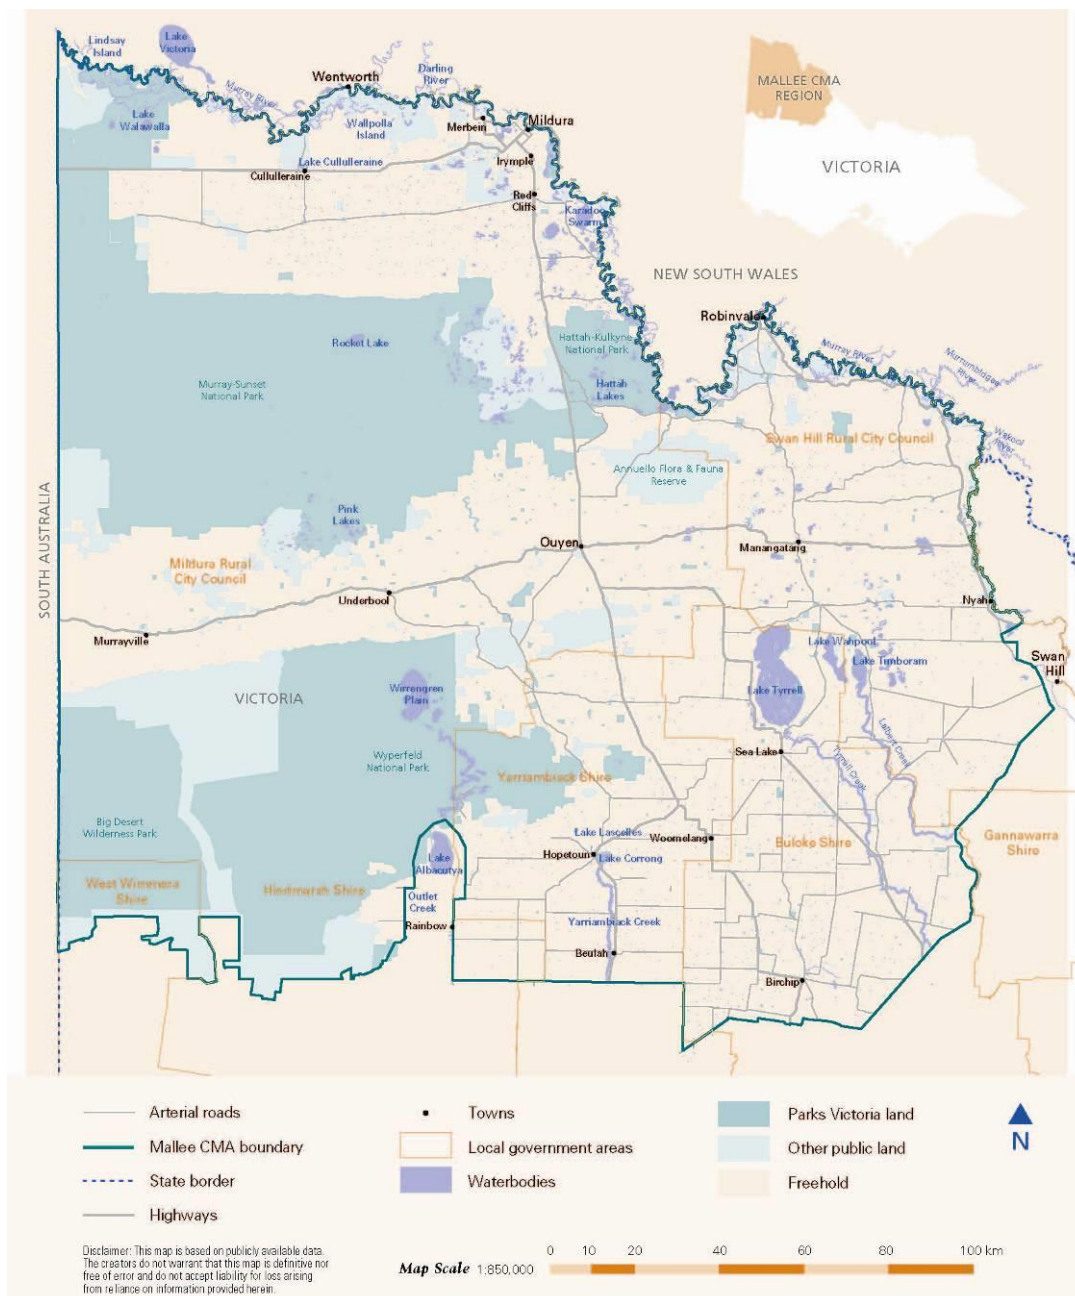 Lindsay
Island
Lake
Victoria
Wentworth
Darling
River
MALLEE CMA
REGION
Murray River
Lake
Walawalla
Wallpolla
Island
Merbein
Mildura
Irymple
Lake Cullulleraine
Cullulleraine
VICTORIA
Red
Cliffs
Karadoc
Swamp
NEW SOUTH WALES
Robinvale
Rocket Lake
Hattah-Kulkyne
National Park
Murray River
Murrumbidgee
River
Murray-Sunset
National Park
Hattah
Lakes
Swan Hill Rural City Council
Wakool
River
Annuello Flora & Fauna
Reserve
SOUTH AUSTRALIA
Pink
Lakes
Ouyen
Manangatang
Mildura Rural
City Council
Underbool
Nyah
Murrayville
Lake Wahpool
Lake Timboram
Swan
Hill
VICTORIA
Wirrengren
Plain
Lake Tyrrell
Lalbert Creek
Sea Lake
Tyrrell Creek
Wyperfeld
National Park
Yarriambiack Shire
Big Desert
Wilderness Park
Lake Lascelles
Woomelang
Buloke Shire
Gannawarra
Shire
Hopetoun
Lake Corrong
Lake
Albacutya
West Wimmera
Shire
Hindmarsh Shire
Outlet
Creek
Rainbow
Yarriambiack Creek
Beulah
Birchip
Arterial roads
Mallee CMA boundary
State border
Highways
Towns
Local government areas
Waterbodies
Parks Victoria land
Other public land
Freehold
N
Disclaimer: This map is based on publicly available data.
The creators do not warrant that this map is definitive nor
free of error and do not accept liability for loss arising
from reliance on information provided herein.
Map Scale 1:850,000
0 10 20 40 60 80 100 km